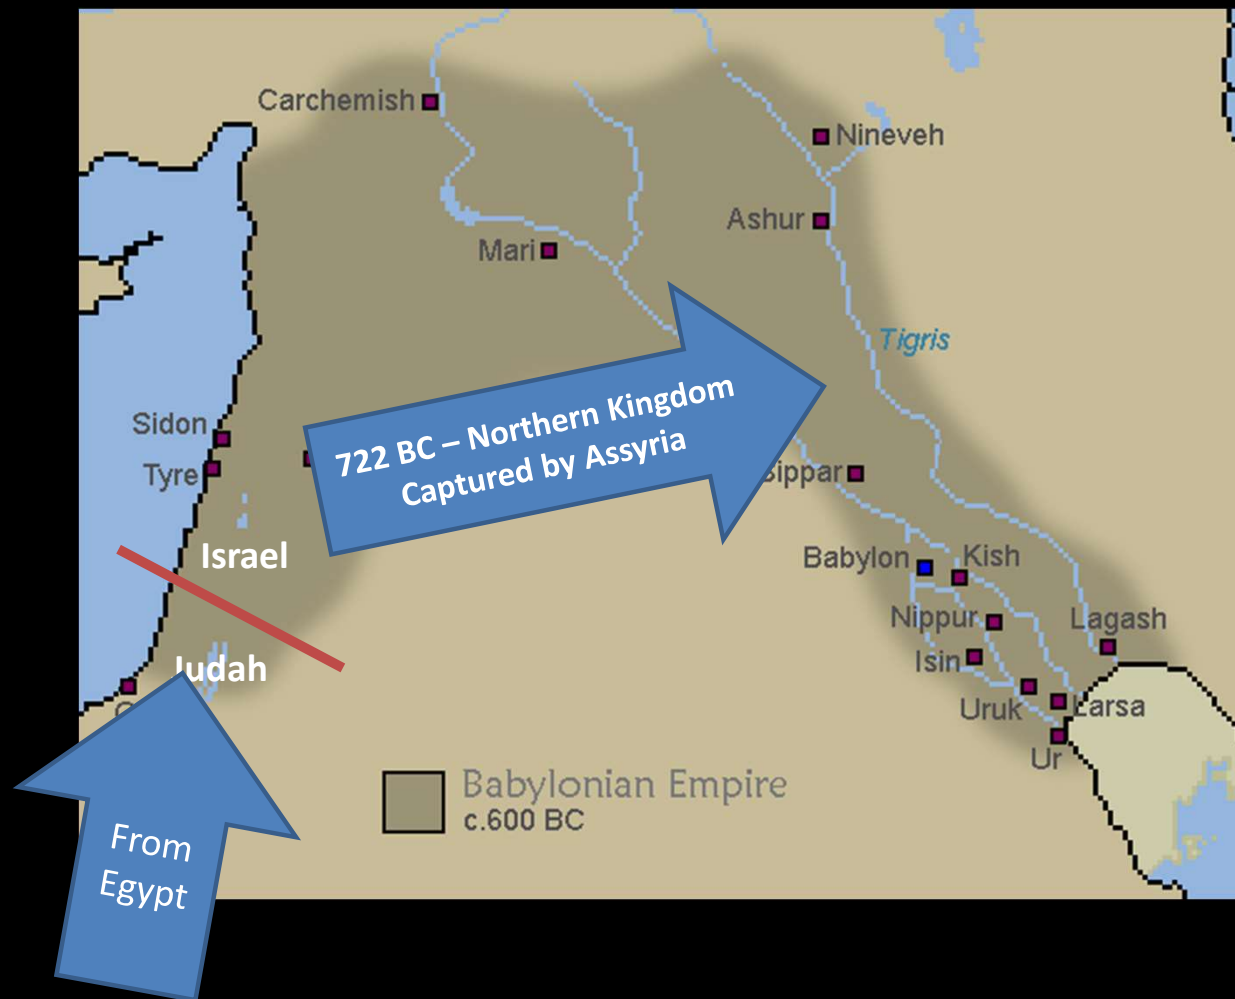 Carchemish
Nineveh
Ashur
Mari
Tigris
722 BC – Northern Kingdom
Captured by Assyria
Sidon
Tyre
Sippar
Israel
Babylon
Kish
Nippur
Lagash
Judah
Isin
Uruk
Larsa
Ur
Babylonian Empire
c.600 BC
From
Egypt